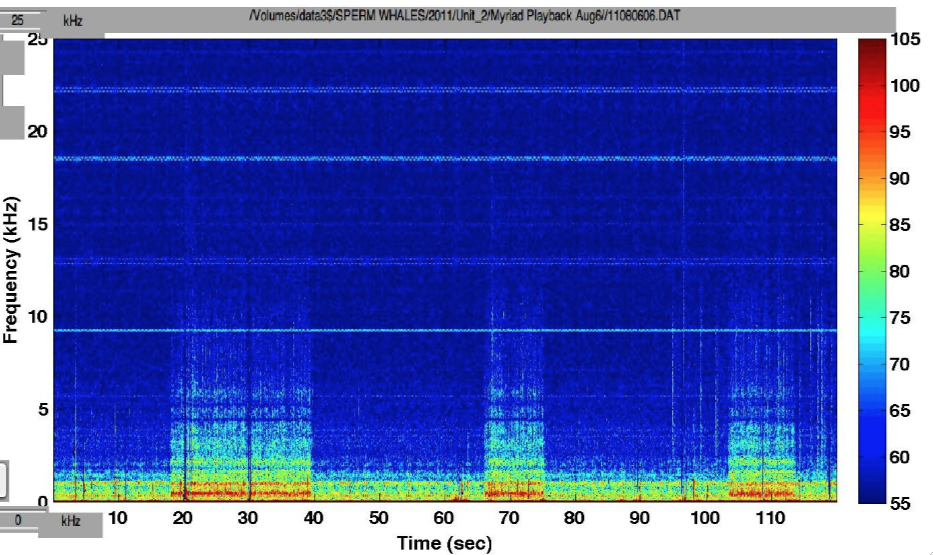 /Volumes/data3$/SPERM WHALES/2011/Unit_2/Myriad Playback Aug6//11080606.DAT
25 kHz
25
20
15
10
5
0
Frequency (kHz)
105
100
95
90
85
80
75
70
65
60
55
0 kHz
10 20 30 40 50 60 70 80 90 100 110
Time (sec)